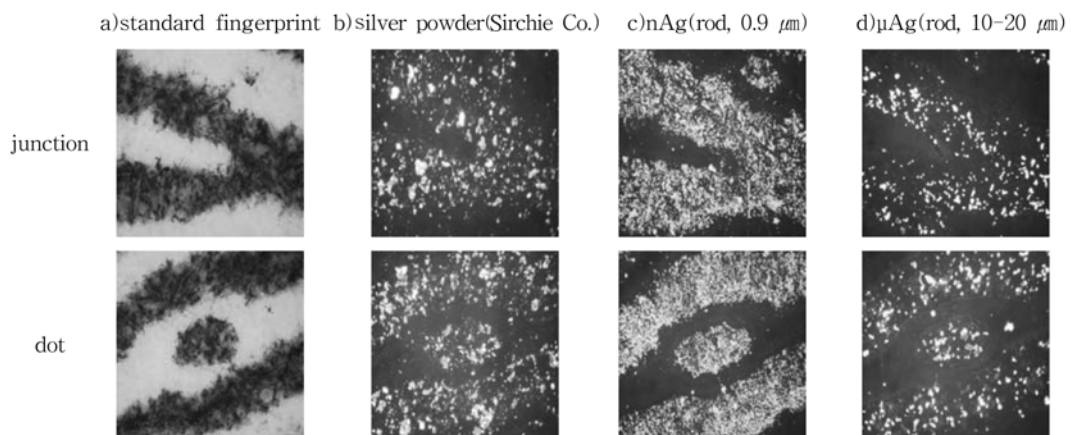 a)standard fingerprint b)silver powder(Sirchie Co.) c)nAg(rod, 0.9 μm) d)μAg(rod, 10-20 μm)
junction
dot